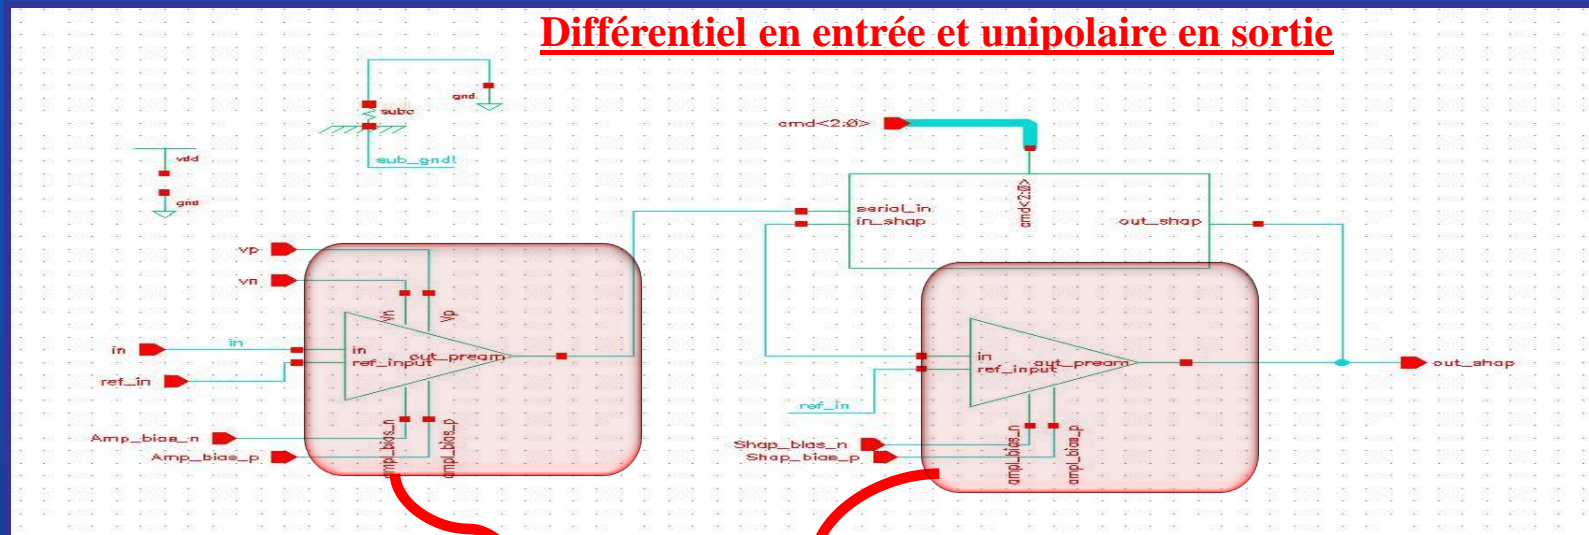 Différentiel en entrée et unipolaire en sortie
gnd
subc
sub_gnd!
vdd
gnd
cmd<2:0>
cmd<2:0>
serial_in
in_shap
out_shap
vp
vn
Vn
Vp
in
in
in
ref_input
out_pream
ref_in
Amp_bias_n
Amp_bias_p
ampl_bias_n
ampl_bias_p
in
ref_input
out_pream
out_shap
ref_in
Shap_bias_n
Shap_bias_p
ampl_bias_n
ampl_bias_p